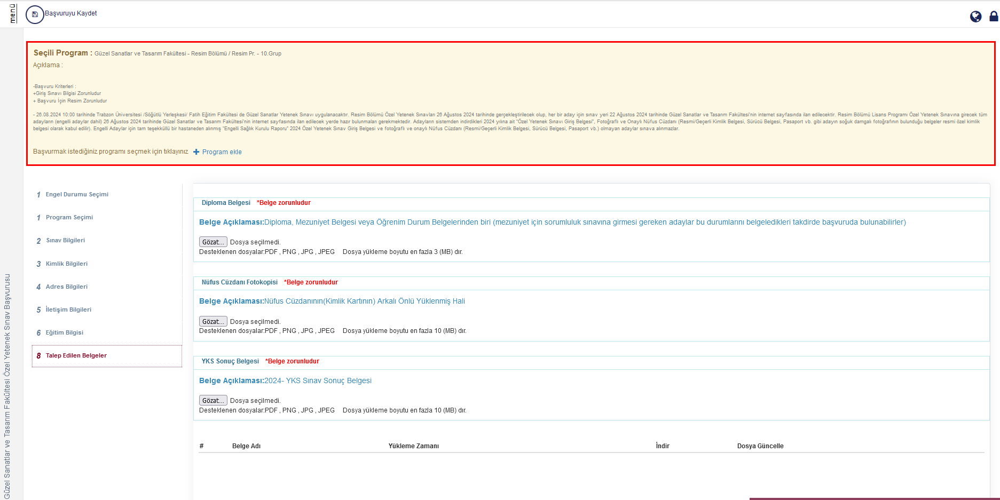 menü
Başvuruyu Kaydet
Seçili Program : Güzel Sanatlar ve Tasarım Fakültesi - Resim Bölümü / Resim Pr. - 10.Grup
Açıklama :
-Başvuru Kriterleri :
+Giriş Sınavı Bilgisi Zorunludur
+ Başvuru İçin Resim Zorunludur
- 26.08.2024 10:00 tarihinde Trabzon Üniversitesi /Söğütlü Yerleşkesi/ Fatih Eğitim Fakültesi de Güzel Sanatlar Yetenek Sınavı uygulanacaktır. Resim Bölümü Özel Yetenek Sınavları 26 Ağustos 2024 tarihinde gerçekleştirilecek olup, her bir aday için sınav yeri 22 Ağustos 2024 tarihinde Güzel Sanatlar ve Tasarım Fakültesi'nin internet sayfasında ilan edilecektir. Resim Bölümü Lisans Programı Özel Yetenek Sınavına girecek tüm
adayların (engelli adaylar dahil) 26 Ağustos 2024 tarihinde Güzel Sanatlar ve Tasarım Fakültesi'nin internet sayfasında ilan edilecek yerde hazır bulunmaları gerekmektedir. Adayların sistemden indirdikleri 2024 yılına ait "Özel Yetenek Sınavı Giriş Belgesi", Fotoğraflı ve Onaylı Nüfus Cüzdanı (Resmi/Geçerli Kimlik Belgesi, Sürücü Belgesi, Pasaport vb. gibi adayın soğuk damgalı fotoğrafının bulunduğu belgeler resmi özel kimlik
belgesi olarak kabul edilir). Engelli Adaylar için tam teşekküllü bir hastaneden alınmış "Engelli Sağlık Kurulu Raporu" 2024 Özel Yetenek Sınav Giriş Belgesi ve fotoğraflı ve onaylı Nüfus Cüzdanı (Resmi/Geçerli Kimlik Belgesi, Sürücü Belgesi, Pasaport vb.) olmayan adaylar sınava alınmazlar.
Başvurmak istediğiniz programı seçmek için tıklayınız + Program ekle
1 Engel Durumu Seçimi
1 Program Seçimi
2 Sınav Bilgileri
3 Kimlik Bilgileri
4 Adres Bilgileri
5 İletişim Bilgileri
6 Eğitim Bilgisi
8 Talep Edilen Belgeler
Güzel Sanatlar ve Tasarım Fakültesi Özel Yetenek Sınav Başvurusu
Diploma Belgesi *Belge zorunludur
Belge Açıklaması:Diploma, Mezuniyet Belgesi veya Öğrenim Durum Belgelerinden biri (mezuniyet için sorumluluk sınavına girmesi gereken adaylar bu durumlarını belgeledikleri takdirde başvuruda bulunabilirler)
Gözat... Dosya seçilmedi.
Desteklenen dosyalar:PDF , PNG , JPG , JPEG Dosya yükleme boyutu en fazla 3 (MB) dır.
Nüfus Cüzdanı Fotokopisi *Belge zorunludur
Belge Açıklaması:Nüfus Cüzdanının(Kimlik Kartının) Arkalı Önlü Yüklenmiş Hali
Gözat... Dosya seçilmedi.
Desteklenen dosyalar:PDF , PNG , JPG , JPEG Dosya yükleme boyutu en fazla 10 (MB) dır.
YKS Sonuç Belgesi *Belge zorunludur
Belge Açıklaması:2024- YKS Sınav Sonuç Belgesi
Gözat... Dosya seçilmedi.
Desteklenen dosyalar:PDF , PNG , JPG , JPEG Dosya yükleme boyutu en fazla 10 (MB) dır.
# Belge Adı Yükleme Zamanı İndir Dosya Güncelle